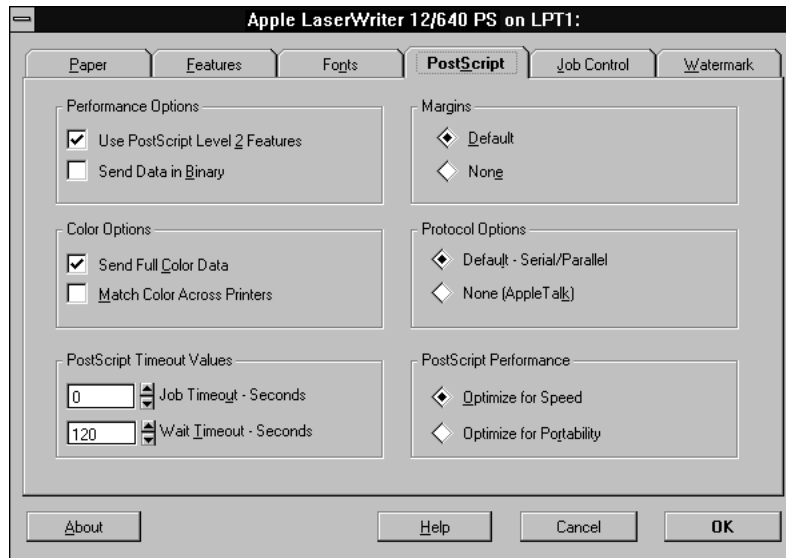 Apple LaserWriter 12/640 PS on LPT1:
Paper Features Fonts PostScript Job Control Watermark
Performance Options
Use PostScript Level 2 Features
Send Data in Binary
Margins
Default
None
Color Options
Send Full Color Data
Match Color Across Printers
Protocol Options
Default - Serial/Parallel
None (AppleTalk)
PostScript Timeout Values
0 Job Timeout - Seconds
120 Wait Timeout - Seconds
PostScript Performance
Optimize for Speed
Optimize for Portability
About Help Cancel OK